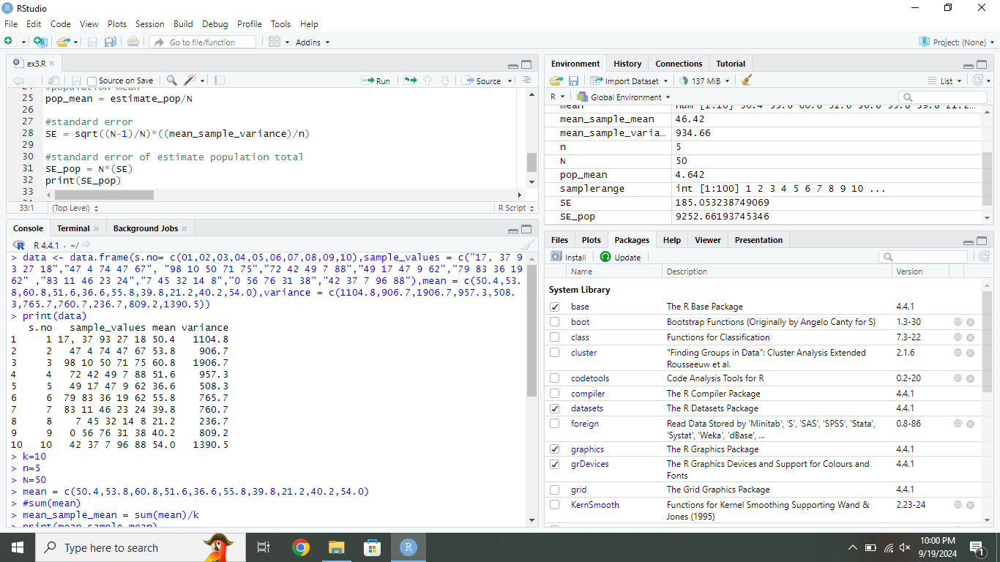 RStudio
File Edit Code View Plots Session Build Debug Profile Tools Help
Go to file/function Addins Project: (None)
ex3.R
Source on Save Run Source
24 #population mean
25 pop_mean = estimate_pop/N
26
27 #standard error
28 SE = sqrt((N-1)/N)*((mean_sample_variance)/n)
29
30 #standard error of estimate population total
31 SE_pop = N*(SE)
32 print(SE_pop)
33
33:1 (Top Level) R Script
Console Terminal Background Jobs
R 4.4.1 · ~/
> data <- data.frame(s.no= c(01,02,03,04,05,06,07,08,09,10),sample_values = c("17, 37 9
3 27 18","47 4 74 47 67", "98 10 50 71 75","72 42 49 7 88","49 17 47 9 62","79 83 36 19
62" ,"83 11 46 23 24","7 45 32 14 8","0 56 76 31 38","42 37 7 96 88"),mean = c(50.4,53.
8,60.8,51.6,36.6,55.8,39.8,21.2,40.2,54.0),variance = c(1104.8,906.7,1906.7,957.3,508.
3,765.7,760.7,236.7,809.2,1390.5))
> print(data)
s.no sample_values mean variance
1 1 17, 37 93 27 18 50.4 1104.8
2 2 47 4 74 47 67 53.8 906.7
3 3 98 10 50 71 75 60.8 1906.7
4 4 72 42 49 7 88 51.6 957.3
5 5 49 17 47 9 62 36.6 508.3
6 6 79 83 36 19 62 55.8 765.7
7 7 83 11 46 23 24 39.8 760.7
8 8 7 45 32 14 8 21.2 236.7
9 9 0 56 76 31 38 40.2 809.2
10 10 42 37 7 96 88 54.0 1390.5
> k=10
> n=5
> N=50
> mean = c(50.4,53.8,60.8,51.6,36.6,55.8,39.8,21.2,40.2,54.0)
> #sum(mean)
> mean_sample_mean = sum(mean)/k
> print(mean_sample_mean)
Environment History Connections Tutorial
Import Dataset 137 MiB List
R Global Environment
mean num [1:10] 50.4 53.8 60.8 51.6 36.6 55.8 39.8 21.2...
mean_sample_mean 46.42
mean_sample_varia... 934.66
n 5
N 50
pop_mean 4.642
samplerange int [1:100] 1 2 3 4 5 6 7 8 9 10 ...
SE 185.053238749069
SE_pop 9252.66193745346
Files Plots Packages Help Viewer Presentation
Install Update
Name Description Version
System Library
base The R Base Package 4.4.1
boot Bootstrap Functions (Originally by Angelo Canty for S) 1.3-30
class Functions for Classification 7.3-22
cluster "Finding Groups in Data": Cluster Analysis Extended 2.1.6
Rousseeuw et al.
codetools Code Analysis Tools for R 0.2-20
compiler The R Compiler Package 4.4.1
datasets The R Datasets Package 4.4.1
foreign Read Data Stored by 'Minitab', 'S', 'SAS', 'SPSS', 'Stata', 0.8-86
'Systat', 'Weka', 'dBase', ...
graphics The R Graphics Package 4.4.1
grDevices The R Graphics Devices and Support for Colours and 4.4.1
Fonts
grid The Grid Graphics Package 4.4.1
KernSmooth Functions for Kernel Smoothing Supporting Wand & 2.23-24
Jones (1995)
Type here to search
10:00 PM
9/19/2024
1